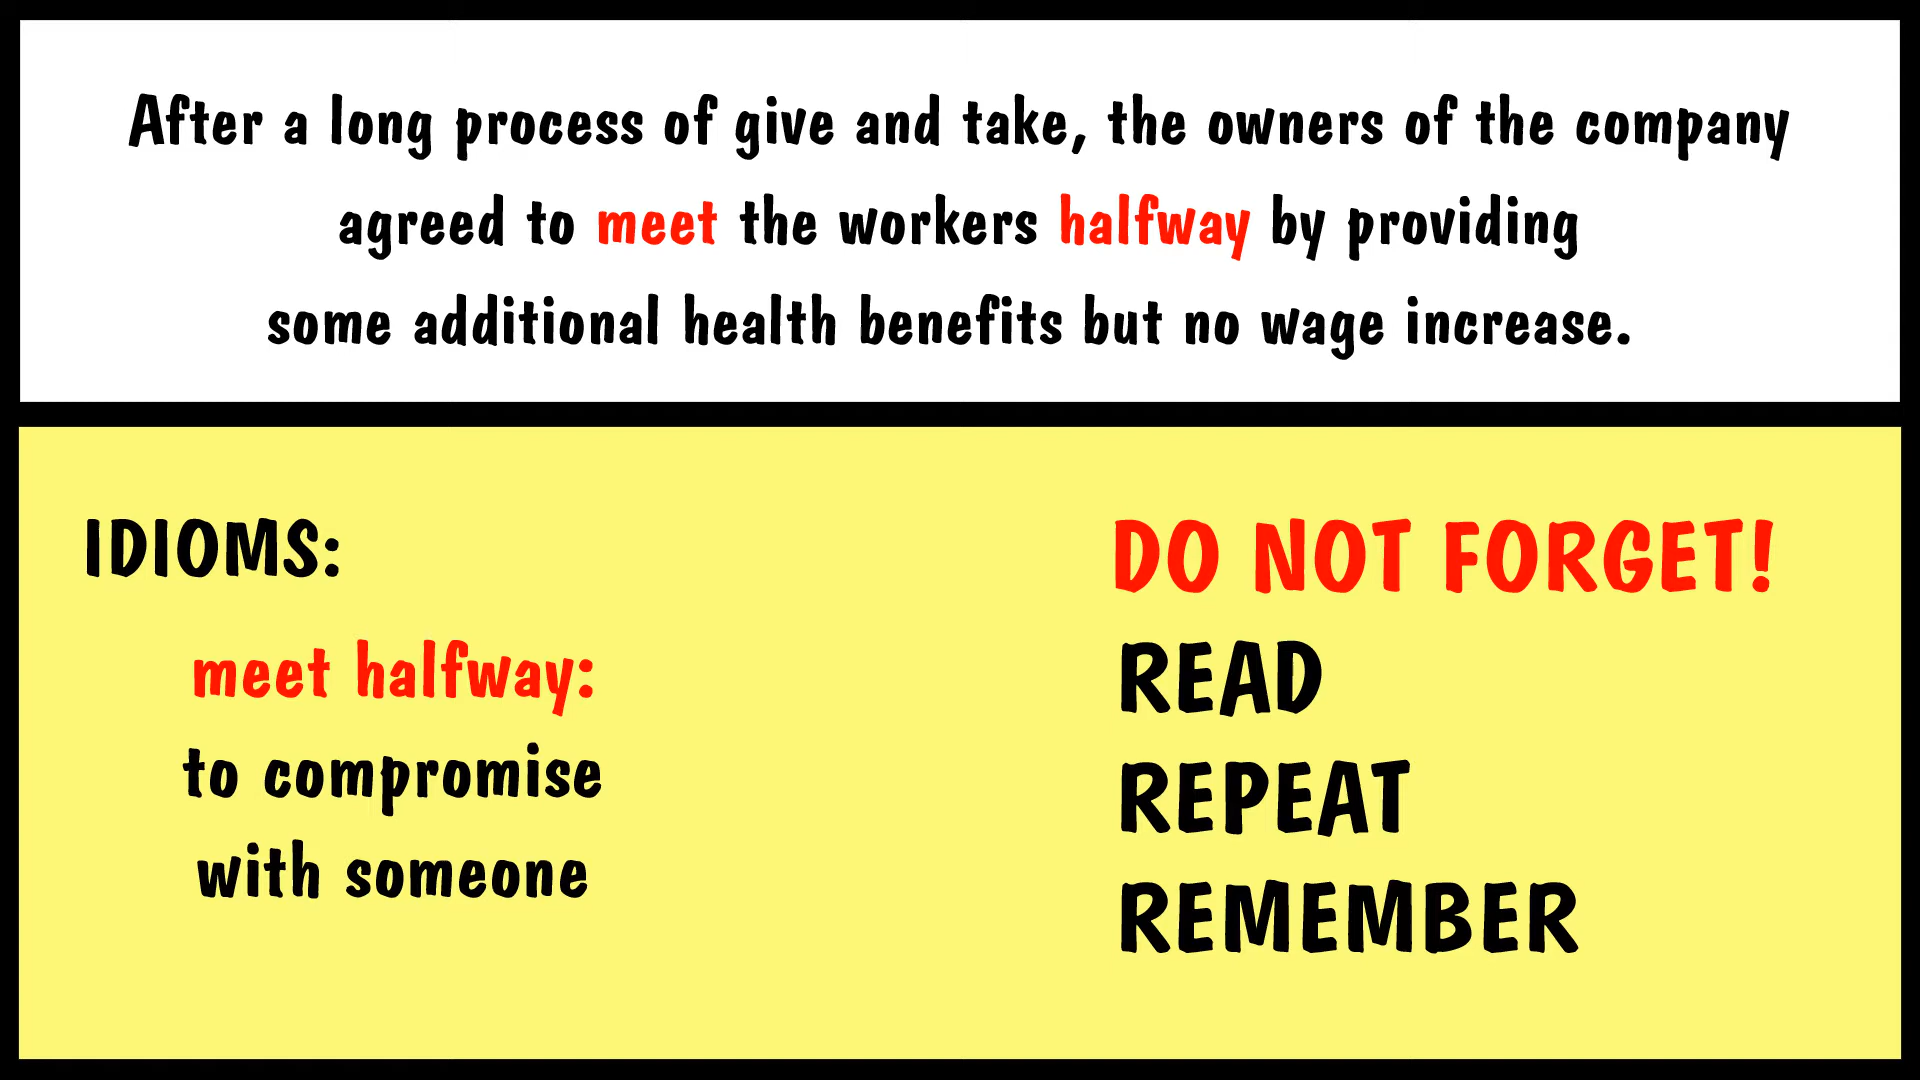 After a long process of give and take, the owners of the company
agreed to meet the workers halfway by providing
some additional health benefits but no wage increase.
IDIOMS:
meet halfway:
to compromise
with someone
DO NOT FORGET!
READ
REPEAT
REMEMBER